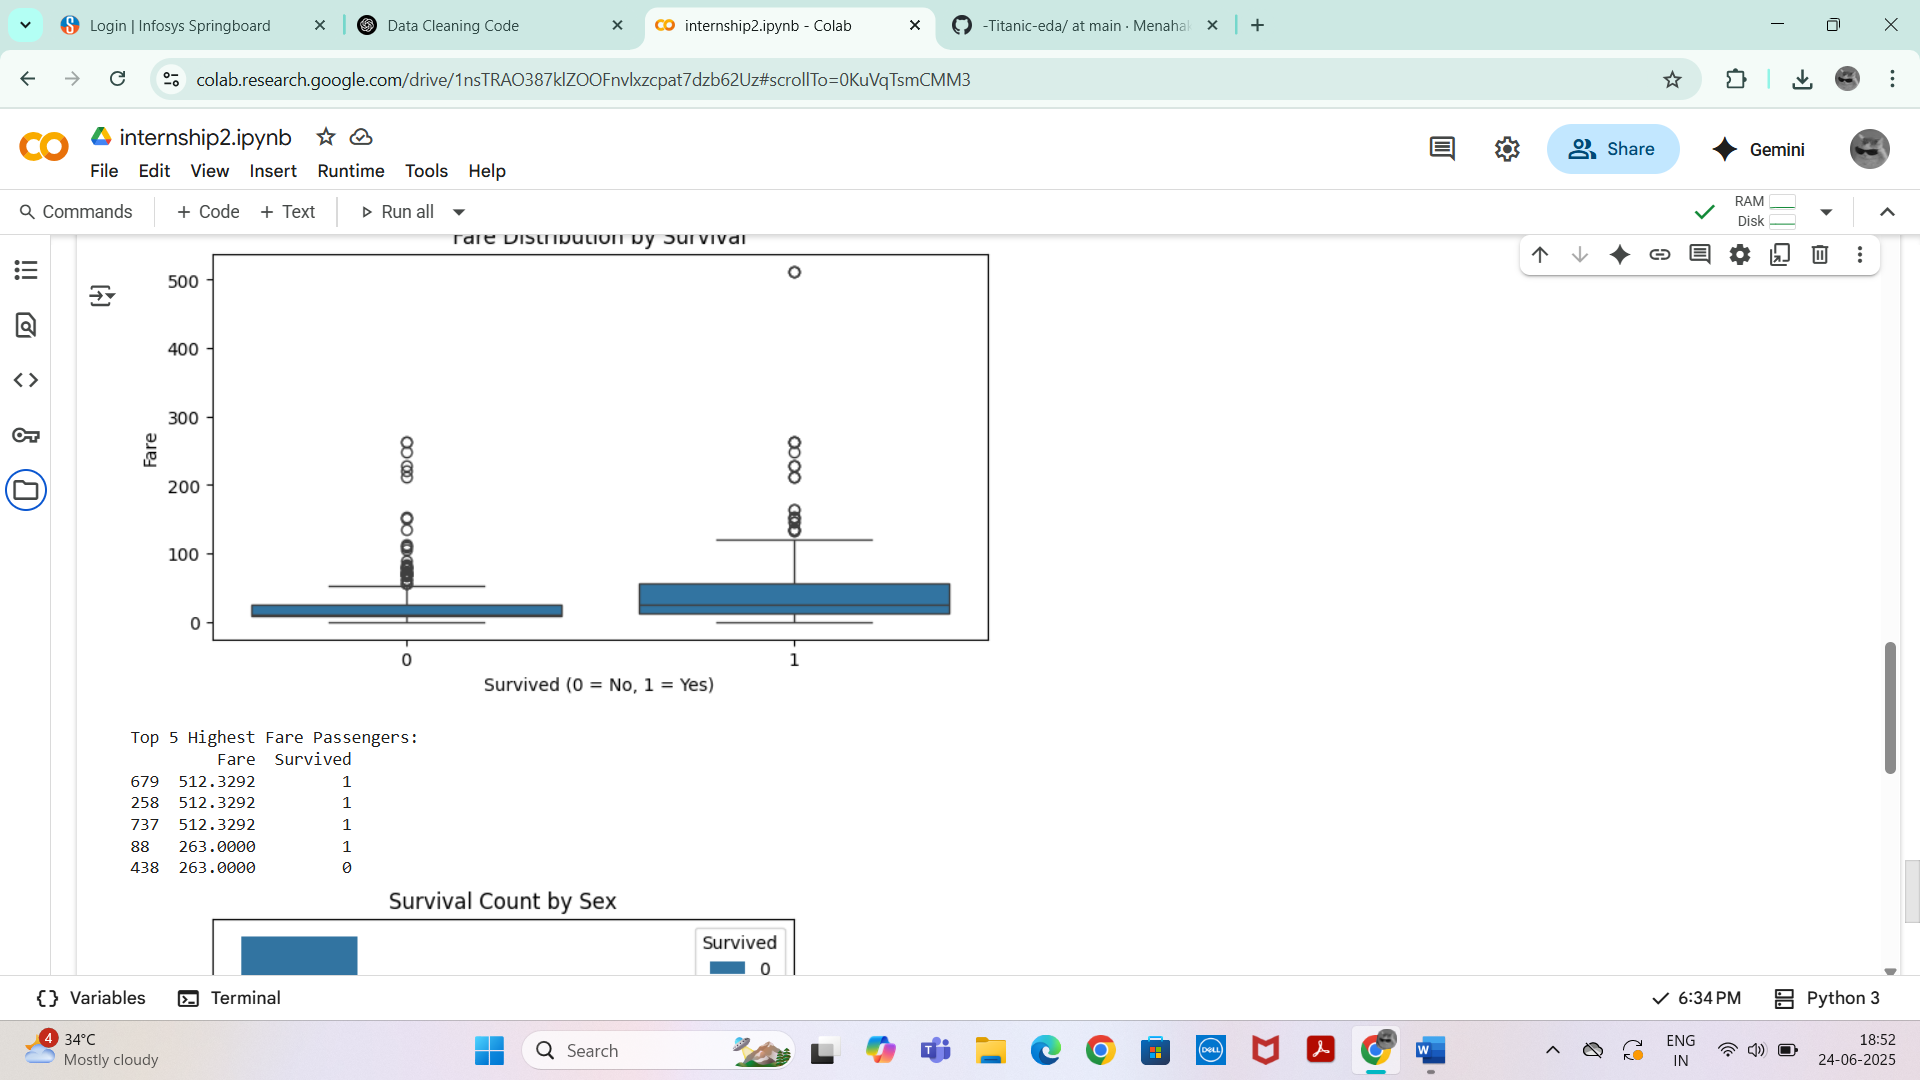 Login | Infosys Springboard
Data Cleaning Code
internship2.ipynb - Colab
-Titanic-eda/ at main · Menahak
colab.research.google.com/drive/1nsTRAO387klZOOFnvlxzcpat7dzb62Uz#scrollTo=0KuVqTsmCMM3
internship2.ipynb
File Edit View Insert Runtime Tools Help
Share
Gemini
Commands + Code + Text Run all
RAM
Disk
Fare Distribution by Survival
500
400
300
200
100
0
Fare
0 1
Survived (0 = No, 1 = Yes)
Top 5 Highest Fare Passengers:
Fare Survived
679 512.3292 1
258 512.3292 1
737 512.3292 1
88 263.0000 1
438 263.0000 0
Survival Count by Sex
Survived
0
Variables Terminal
6:34 PM Python 3
4
34°C
Mostly cloudy
Search
DELL
ENG
IN
18:52
24-06-2025